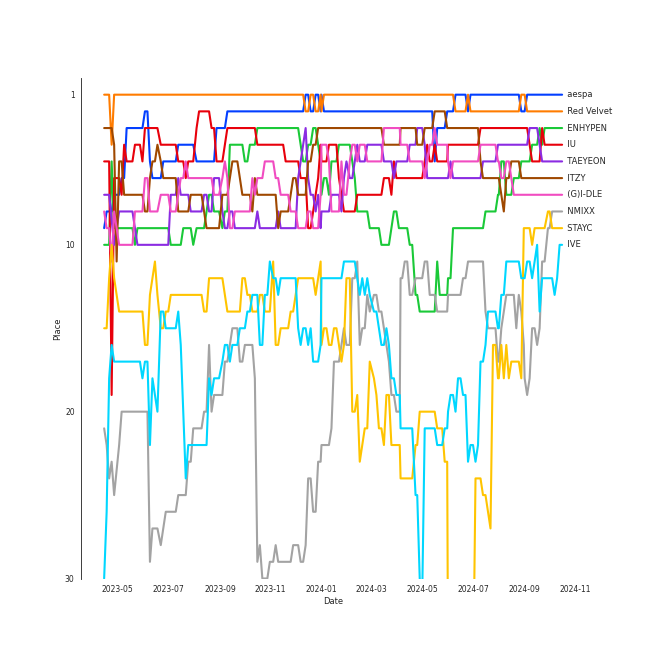 1
10
20
30
Place
aespa
Red Velvet
ENHYPEN
IU
TAEYEON
ITZY
(G)I-DLE
NMIXX
STAYC
IVE
2023-05
2023-07
2023-09
2023-11
2024-01
2024-03
2024-05
2024-07
2024-09
2024-11
Date